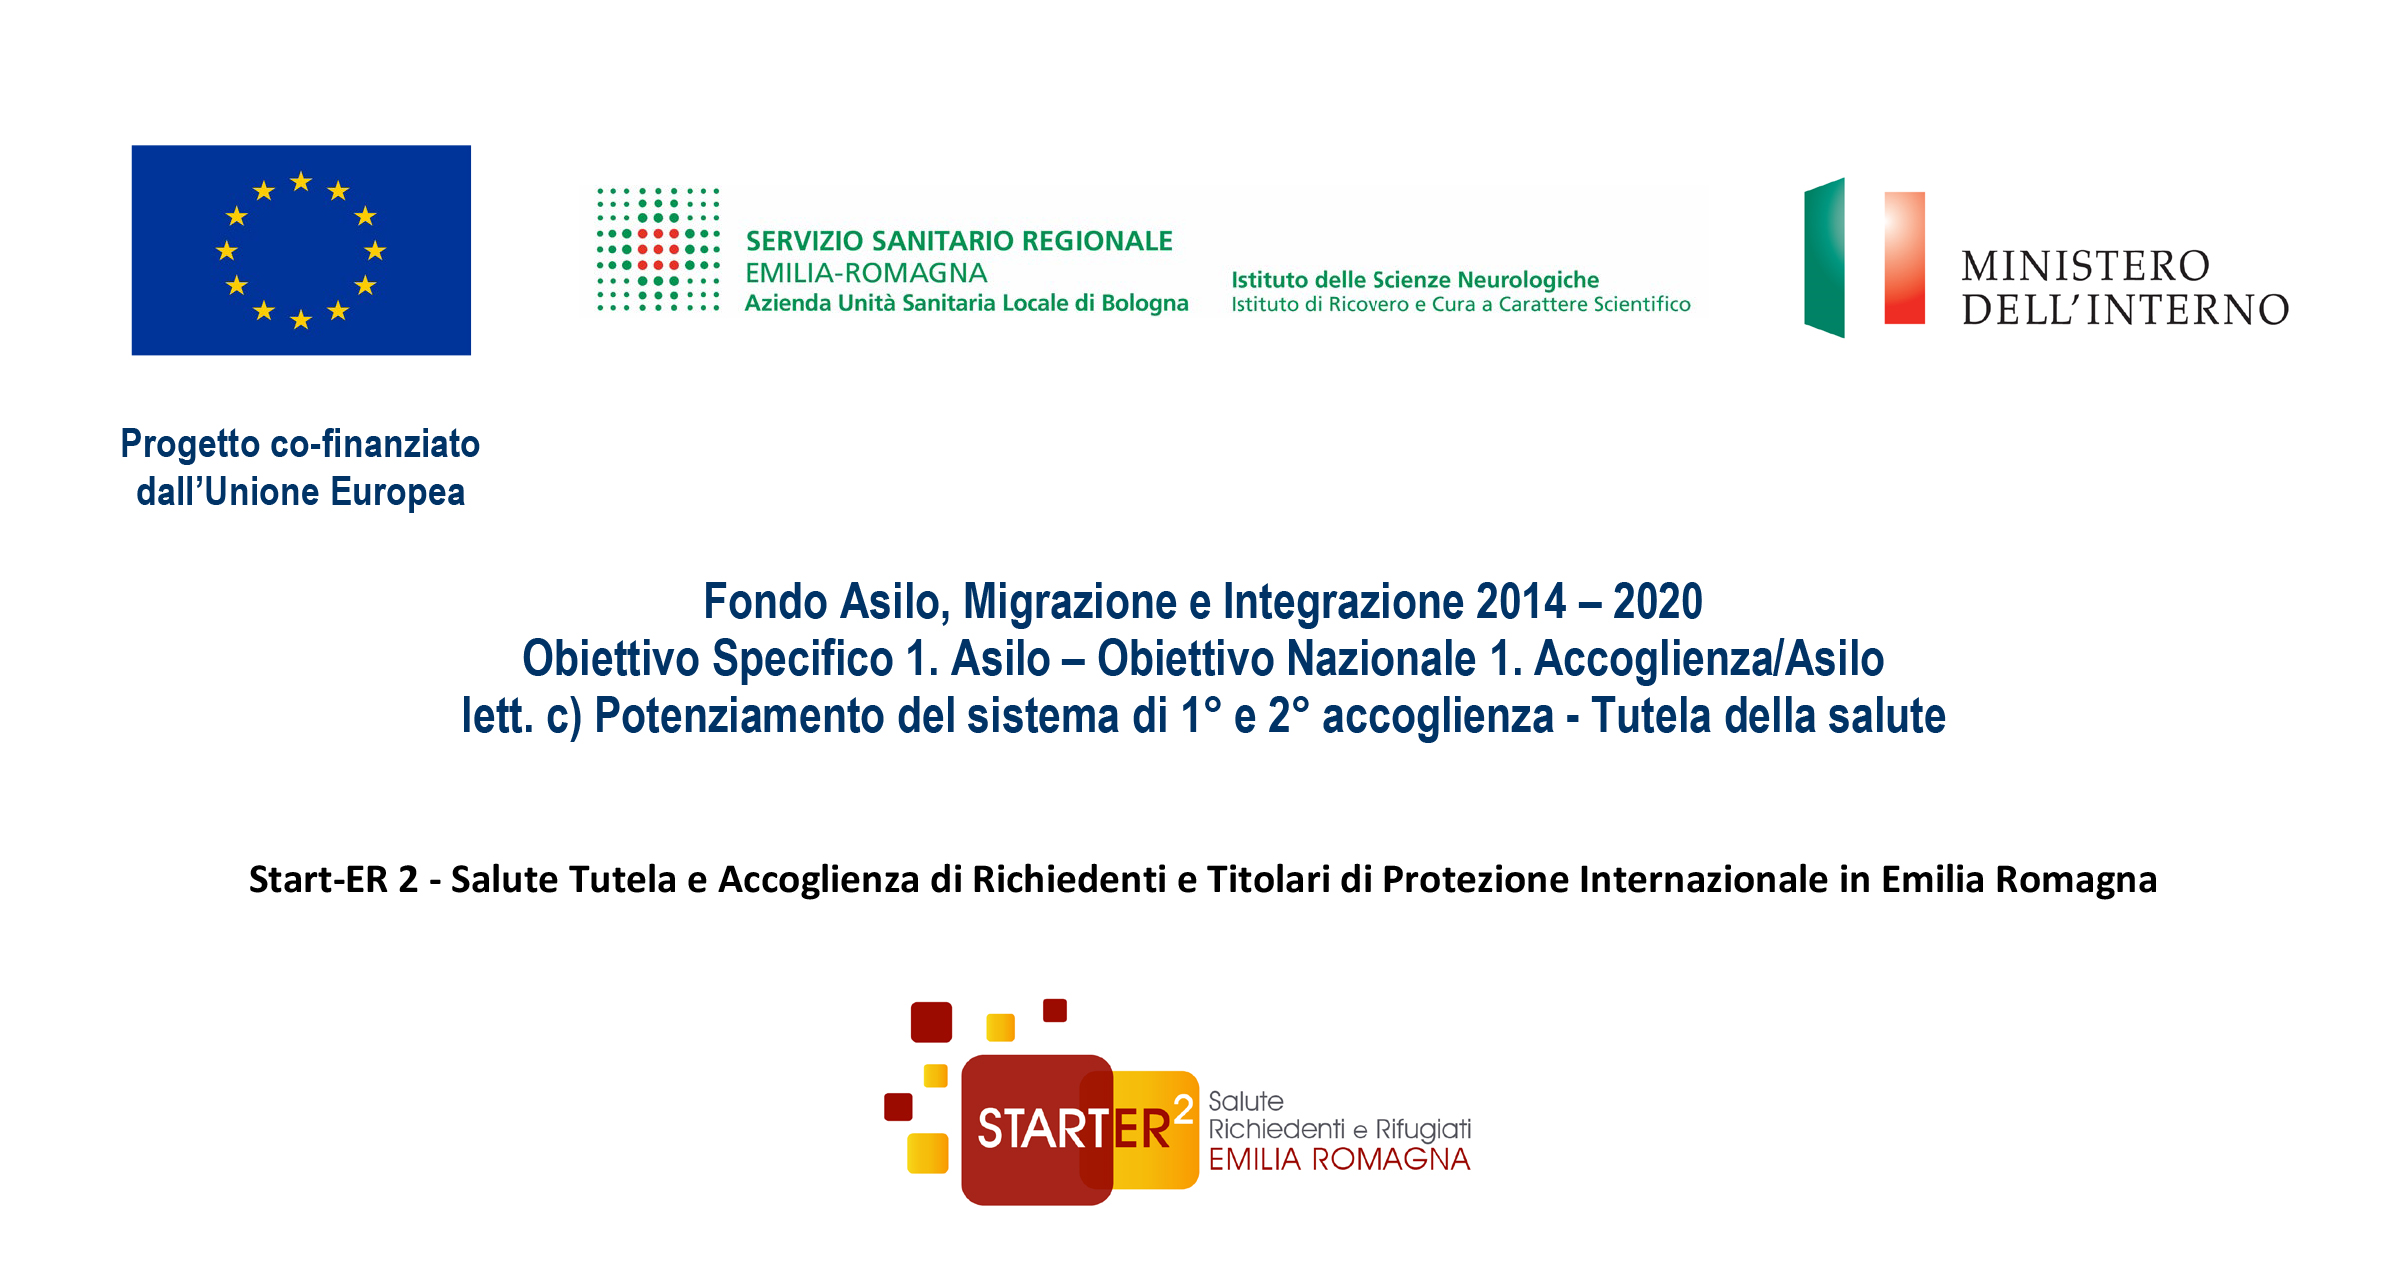 SERVIZIO SANITARIO REGIONALE
EMILIA-ROMAGNA
Azienda Unità Sanitaria Locale di Bologna
Istituto delle Scienze Neurologiche
Istituto di Ricovero e Cura a Carattere Scientifico
MINISTERO
DELL’INTERNO
Progetto co-finanziato
dall’Unione Europea
Fondo Asilo, Migrazione e Integrazione 2014 – 2020
Obiettivo Specifico 1. Asilo – Obiettivo Nazionale 1. Accoglienza/Asilo
lett. c) Potenziamento del sistema di 1° e 2° accoglienza - Tutela della salute
Start-ER 2 - Salute Tutela e Accoglienza di Richiedenti e Titolari di Protezione Internazionale in Emilia Romagna
STARTER²
Salute
Richiedenti e Rifugiati
EMILIA ROMAGNA